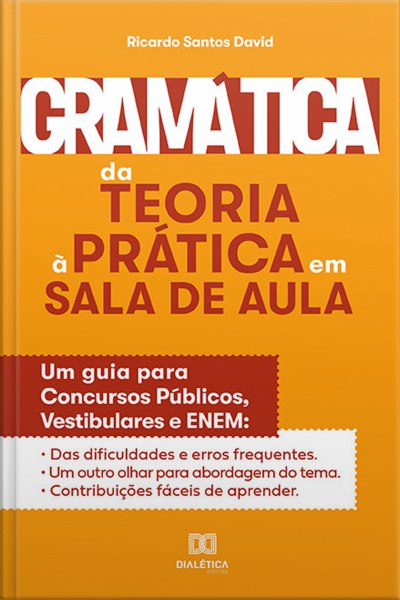 Ricardo Santos David
GRAMÁTICA
da
TEORIA
à PRÁTICA em
SALA DE AULA
Um guia para
Concursos Públicos,
Vestibulares e ENEM:
• Das dificuldades e erros frequentes.
• Um outro olhar para abordagem do tema.
• Contribuições fáceis de aprender.
DIALÉTICA
EDITORA